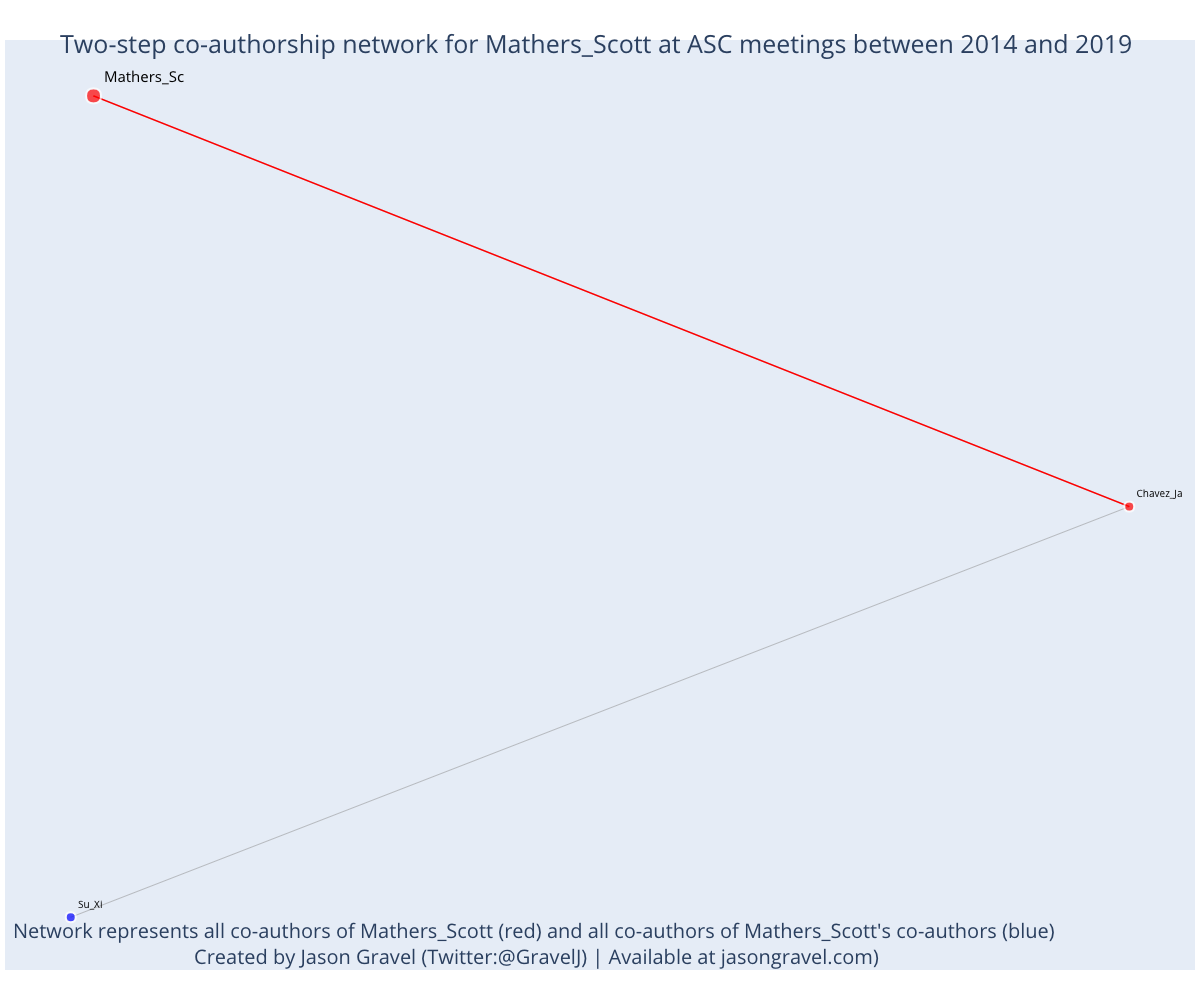 Two-step co-authorship network for Mathers_Scott at ASC meetings between 2014 and 2019
Mathers_Sc
Chavez_Ja
Su_Xi
Network represents all co-authors of Mathers_Scott (red) and all co-authors of Mathers_Scott's co-authors (blue)
Created by Jason Gravel (Twitter:@GravelJ) | Available at jasongravel.com)